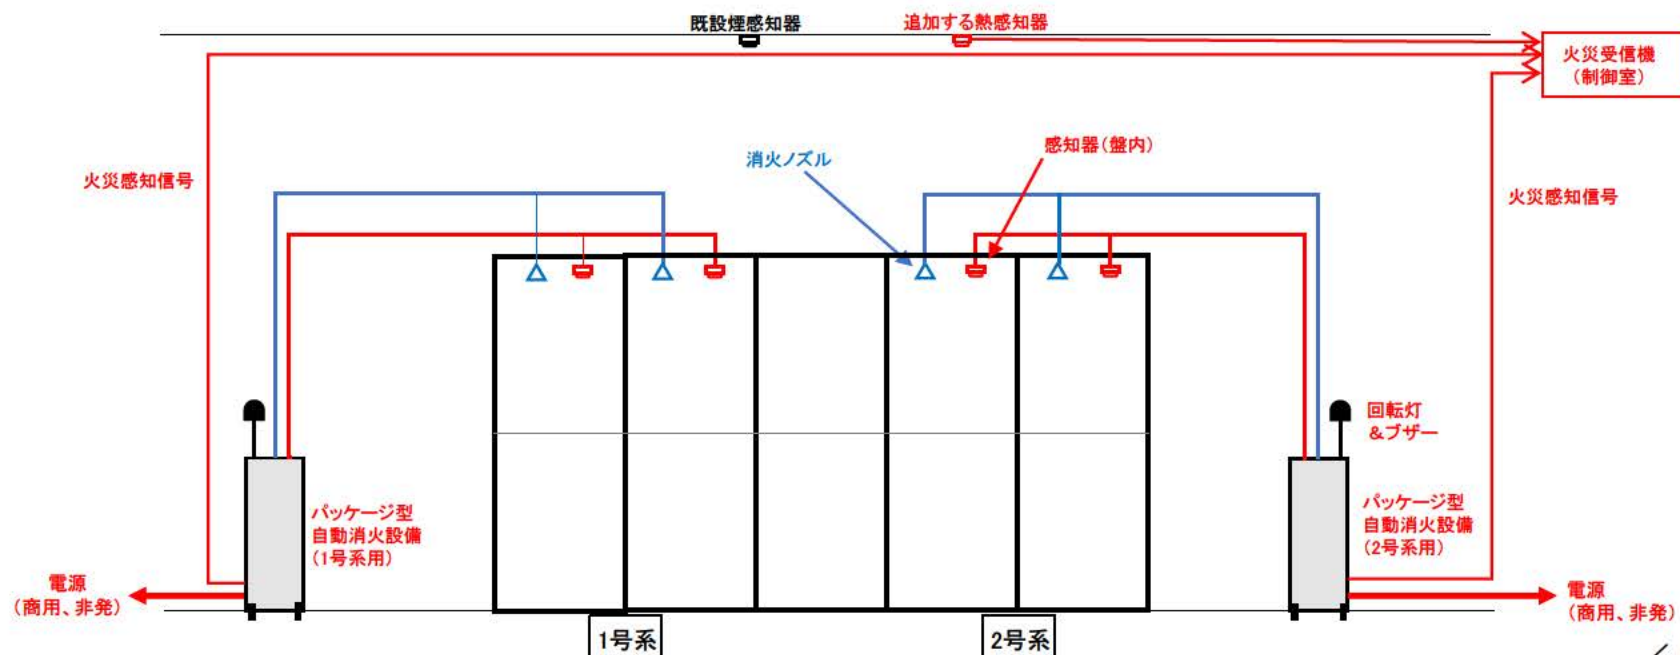 既設煙感知器
追加する熱感知器
火災受信機
（制御室）
感知器（盤内）
消火ノズル
火災感知信号
火災感知信号
回転灯
＆ブザー
パッケージ型
自動消火設備
（1号系用）
パッケージ型
自動消火設備
（2号系用）
電源
（商用、非発）
電源
（商用、非発）
1号系
2号系